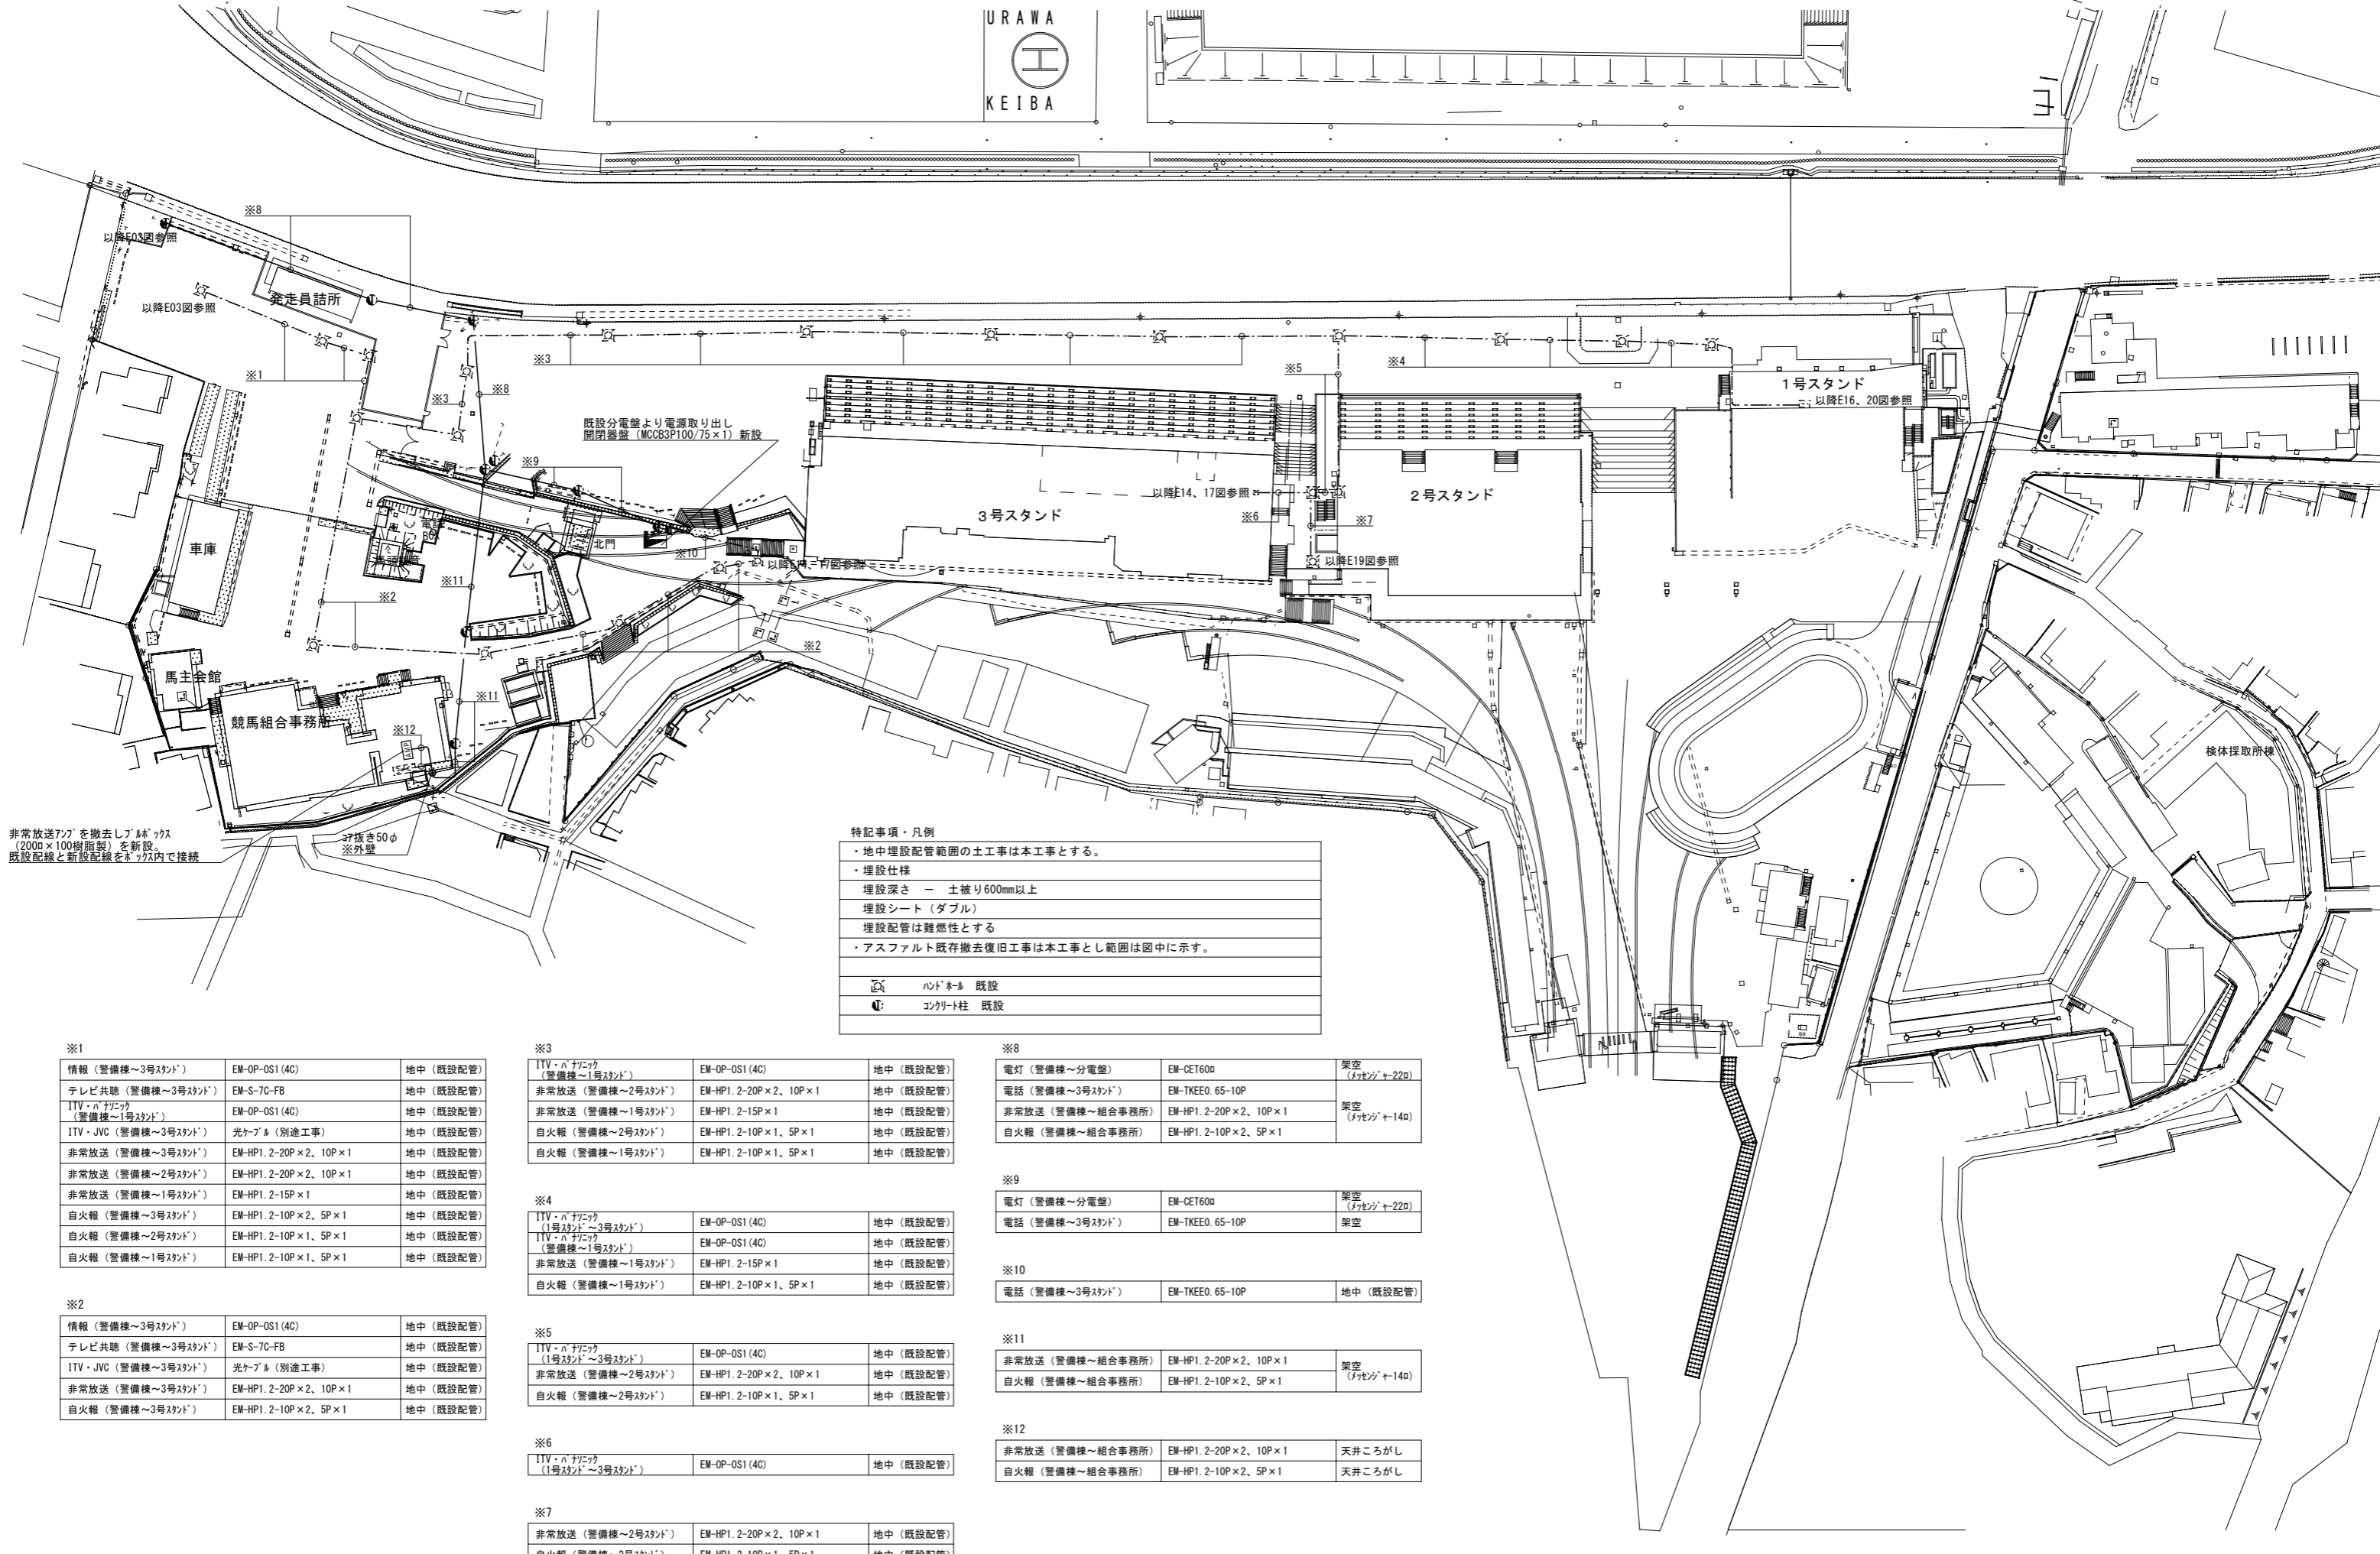 URAWA
KEIBA
※8
以降E03図参照
発走員詰所
以降E03図参照
※1
※3
※8
※3
※5
※4
1号スタンド
以降E16、20図参照
既設分電盤より電源取り出し
開閉器盤（MCCB3P100/75×1）新設
※9
以降E14、17図参照
2号スタンド
3号スタンド
※6
※7
車庫
北門
※10
以降E19図参照
※11
※2
※2
馬主会館
※11
競馬組合事務所
※12
検体採取所棟
非常放送ｱﾝﾌﾟを撤去しﾌﾟﾙﾎﾞｯｸｽ
（200□×100樹脂製）を新設。
既設配線と新設配線をﾎﾞｯｸｽ内で接続
ｺｱ抜き50φ
※外壁
特記事項・凡例
・地中埋設配管範囲の土工事は本工事とする。
・埋設仕様
埋設深さ － 土被り600mm以上
埋設シート（ダブル）
埋設配管は難燃性とする
・アスファルト既存撤去復旧工事は本工事とし範囲は図中に示す。
ﾊﾝﾄﾞﾎｰﾙ 既設
ｺﾝｸﾘｰﾄ柱 既設
※1
情報（警備棟～3号ｽﾀﾝﾄﾞ） EM-OP-OS1(4C) 地中（既設配管）
テレビ共聴（警備棟～3号ｽﾀﾝﾄﾞ） EM-S-7C-FB 地中（既設配管）
ITV・ﾊﾟﾅｿﾆｯｸ
（警備棟～1号ｽﾀﾝﾄﾞ） EM-OP-OS1(4C) 地中（既設配管）
ITV・JVC（警備棟～3号ｽﾀﾝﾄﾞ） 光ｹｰﾌﾞﾙ（別途工事） 地中（既設配管）
非常放送（警備棟～3号ｽﾀﾝﾄﾞ） EM-HP1.2-20P×2、10P×1 地中（既設配管）
非常放送（警備棟～2号ｽﾀﾝﾄﾞ） EM-HP1.2-20P×2、10P×1 地中（既設配管）
非常放送（警備棟～1号ｽﾀﾝﾄﾞ） EM-HP1.2-15P×1 地中（既設配管）
自火報（警備棟～3号ｽﾀﾝﾄﾞ） EM-HP1.2-10P×2、5P×1 地中（既設配管）
自火報（警備棟～2号ｽﾀﾝﾄﾞ） EM-HP1.2-10P×1、5P×1 地中（既設配管）
自火報（警備棟～1号ｽﾀﾝﾄﾞ） EM-HP1.2-10P×1、5P×1 地中（既設配管）
※2
情報（警備棟～3号ｽﾀﾝﾄﾞ） EM-OP-OS1(4C) 地中（既設配管）
テレビ共聴（警備棟～3号ｽﾀﾝﾄﾞ） EM-S-7C-FB 地中（既設配管）
ITV・JVC（警備棟～3号ｽﾀﾝﾄﾞ） 光ｹｰﾌﾞﾙ（別途工事） 地中（既設配管）
非常放送（警備棟～3号ｽﾀﾝﾄﾞ） EM-HP1.2-20P×2、10P×1 地中（既設配管）
自火報（警備棟～3号ｽﾀﾝﾄﾞ） EM-HP1.2-10P×2、5P×1 地中（既設配管）
※3
ITV・ﾊﾟﾅｿﾆｯｸ
（警備棟～1号ｽﾀﾝﾄﾞ） EM-OP-OS1(4C) 地中（既設配管）
非常放送（警備棟～2号ｽﾀﾝﾄﾞ） EM-HP1.2-20P×2、10P×1 地中（既設配管）
非常放送（警備棟～1号ｽﾀﾝﾄﾞ） EM-HP1.2-15P×1 地中（既設配管）
自火報（警備棟～2号ｽﾀﾝﾄﾞ） EM-HP1.2-10P×1、5P×1 地中（既設配管）
自火報（警備棟～1号ｽﾀﾝﾄﾞ） EM-HP1.2-10P×1、5P×1 地中（既設配管）
※4
ITV・ﾊﾟﾅｿﾆｯｸ
（1号ｽﾀﾝﾄﾞ～3号ｽﾀﾝﾄﾞ） EM-OP-OS1(4C) 地中（既設配管）
ITV・ﾊﾟﾅｿﾆｯｸ
（警備棟～1号ｽﾀﾝﾄﾞ） EM-OP-OS1(4C) 地中（既設配管）
非常放送（警備棟～1号ｽﾀﾝﾄﾞ） EM-HP1.2-15P×1 地中（既設配管）
自火報（警備棟～1号ｽﾀﾝﾄﾞ） EM-HP1.2-10P×1、5P×1 地中（既設配管）
※5
ITV・ﾊﾟﾅｿﾆｯｸ
（1号ｽﾀﾝﾄﾞ～3号ｽﾀﾝﾄﾞ） EM-OP-OS1(4C) 地中（既設配管）
非常放送（警備棟～2号ｽﾀﾝﾄﾞ） EM-HP1.2-20P×2、10P×1 地中（既設配管）
自火報（警備棟～2号ｽﾀﾝﾄﾞ） EM-HP1.2-10P×1、5P×1 地中（既設配管）
※6
ITV・ﾊﾟﾅｿﾆｯｸ
（1号ｽﾀﾝﾄﾞ～3号ｽﾀﾝﾄﾞ） EM-OP-OS1(4C) 地中（既設配管）
※7
非常放送（警備棟～2号ｽﾀﾝﾄﾞ） EM-HP1.2-20P×2、10P×1 地中（既設配管）
※8
電灯（警備棟～分電盤） EM-CET60□ 架空
（ﾒｯｾﾝｼﾞｬｰ22□）
電話（警備棟～3号ｽﾀﾝﾄﾞ） EM-TKEE0.65-10P
非常放送（警備棟～組合事務所） EM-HP1.2-20P×2、10P×1 架空
（ﾒｯｾﾝｼﾞｬｰ14□）
自火報（警備棟～組合事務所） EM-HP1.2-10P×2、5P×1
※9
電灯（警備棟～分電盤） EM-CET60□ 架空
（ﾒｯｾﾝｼﾞｬｰ22□）
電話（警備棟～3号ｽﾀﾝﾄﾞ） EM-TKEE0.65-10P 架空
※10
電話（警備棟～3号ｽﾀﾝﾄﾞ） EM-TKEE0.65-10P 地中（既設配管）
※11
非常放送（警備棟～組合事務所） EM-HP1.2-20P×2、10P×1 架空
（ﾒｯｾﾝｼﾞｬｰ14□）
自火報（警備棟～組合事務所） EM-HP1.2-10P×2、5P×1
※12
非常放送（警備棟～組合事務所） EM-HP1.2-20P×2、10P×1 天井ころがし
自火報（警備棟～組合事務所） EM-HP1.2-10P×2、5P×1 天井ころがし